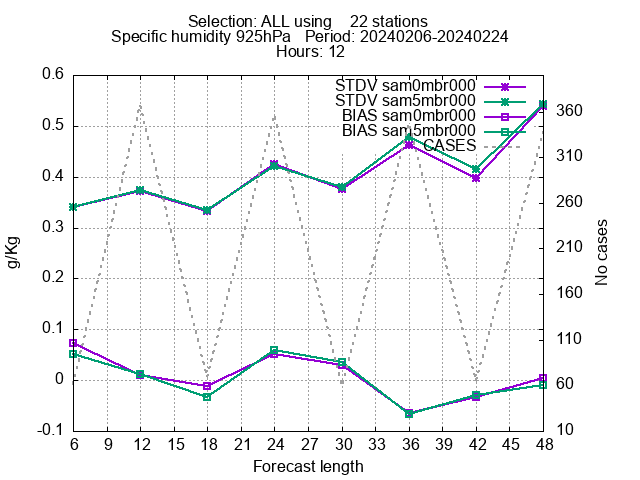 Selection: ALL using    22 stations
Specific humidity 925hPa   Period: 20240206-20240224
Hours: 12
STDV sam0mbr000
STDV sam5mbr000
BIAS sam0mbr000
BIAS sam5mbr000
CASES
0.6
0.5
0.4
0.3
0.2
0.1
0
-0.1
g/Kg
360
310
260
210
160
110
60
10
No cases
6 12 15 18 21 24 27 30 33 36 39 42 45 48
Forecast length